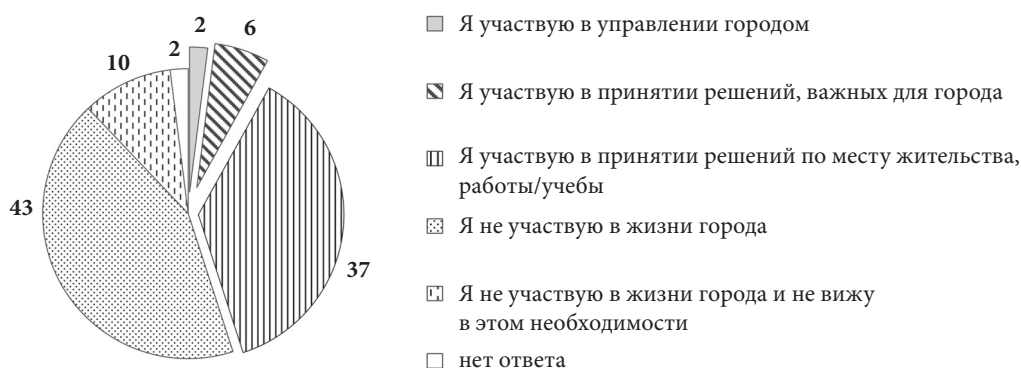 2
6
2
10
43
37
Я участвую в управлении городом
Я участвую в принятии решений, важных для города
Я участвую в принятии решений по месту жительства,
работы/учебы
Я не участвую в жизни города
Я не участвую в жизни города и не вижу
в этом необходимости
нет ответа